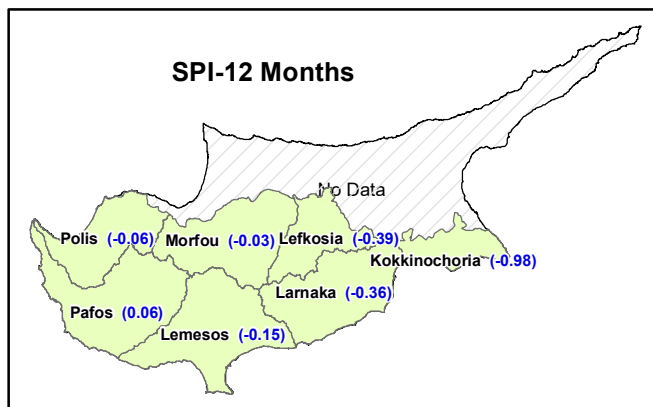 SPI-12 Months
No Data
Polis (-0.06)
Morfou (-0.03)
Lefkosia (-0.39)
Kokkinochoria (-0.98)
Pafos (0.06)
Larnaka (-0.36)
Lemesos (-0.15)